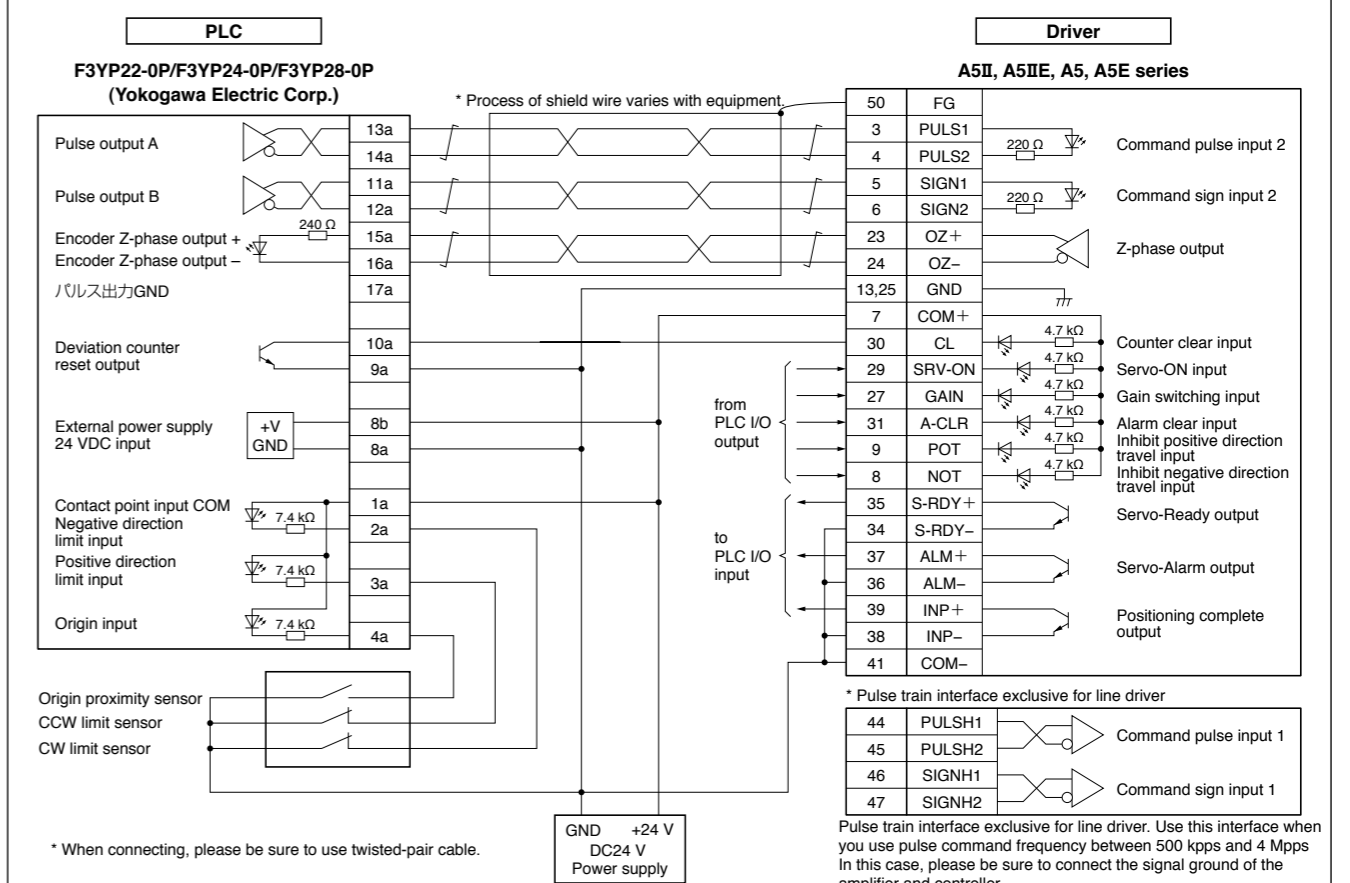 PLC
F3YP22-0P/F3YP24-0P/F3YP28-0P
(Yokogawa Electric Corp.)
Pulse output A
13a
14a
Pulse output B
11a
12a
Encoder Z-phase output +
240 Ω
15a
Encoder Z-phase output –
16a
パルス出力GND
17a
Deviation counter
reset output
10a
9a
External power supply
24 VDC input
+V
GND
8b
8a
Contact point input COM
1a
Negative direction
limit input
7.4 kΩ
2a
Positive direction
limit input
7.4 kΩ
3a
Origin input
7.4 kΩ
4a
Origin proximity sensor
CCW limit sensor
CW limit sensor
* When connecting, please be sure to use twisted-pair cable.
* Process of shield wire varies with equipment.
GND +24 V
DC24 V
Power supply
from
PLC I/O
output
to
PLC I/O
input
Driver
A5II, A5IIE, A5, A5E series
50 FG
3 PULS1
4 PULS2
220 Ω
Command pulse input 2
5 SIGN1
6 SIGN2
220 Ω
Command sign input 2
23 OZ+
24 OZ–
Z-phase output
13,25 GND
7 COM+
30 CL
4.7 kΩ
Counter clear input
29 SRV-ON
4.7 kΩ
Servo-ON input
27 GAIN
4.7 kΩ
Gain switching input
31 A-CLR
4.7 kΩ
Alarm clear input
9 POT
4.7 kΩ
Inhibit positive direction
travel input
8 NOT
4.7 kΩ
Inhibit negative direction
travel input
35 S-RDY+
34 S-RDY–
Servo-Ready output
37 ALM+
36 ALM–
Servo-Alarm output
39 INP+
38 INP–
Positioning complete
output
41 COM–
* Pulse train interface exclusive for line driver
44 PULSH1
45 PULSH2
Command pulse input 1
46 SIGNH1
47 SIGNH2
Command sign input 1
Pulse train interface exclusive for line driver. Use this interface when
you use pulse command frequency between 500 kpps and 4 Mpps
In this case, please be sure to connect the signal ground of the
amplifier and controller